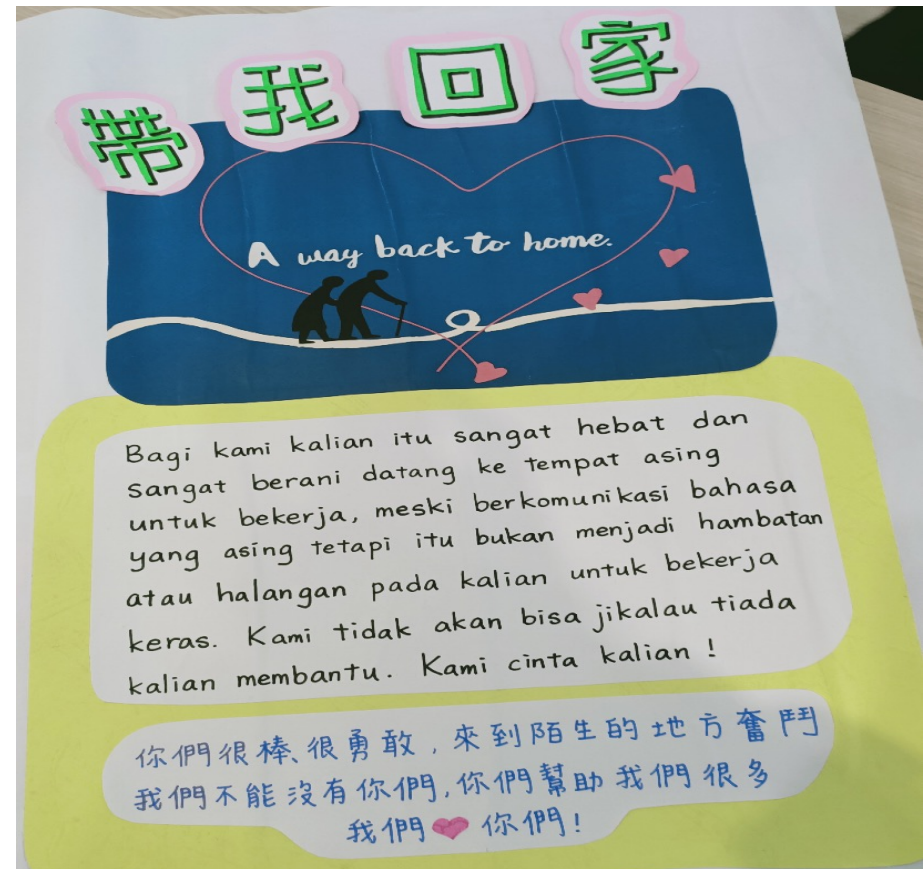 帶我回家
A way back to home.
Bagi kami kalian itu sangat hebat dan
sangat berani datang ke tempat asing
untuk bekerja, meski berkomunikasi bahasa
yang asing tetapi itu bukan menjadi hambatan
atau halangan pada kalian untuk bekerja
keras. Kami tidak akan bisa jikalau tiada
kalian membantu. Kami cinta kalian !
你們很棒、很勇敢，來到陌生的地方奮鬥
我們不能沒有你們，你們幫助我們很多
我們❤你們！